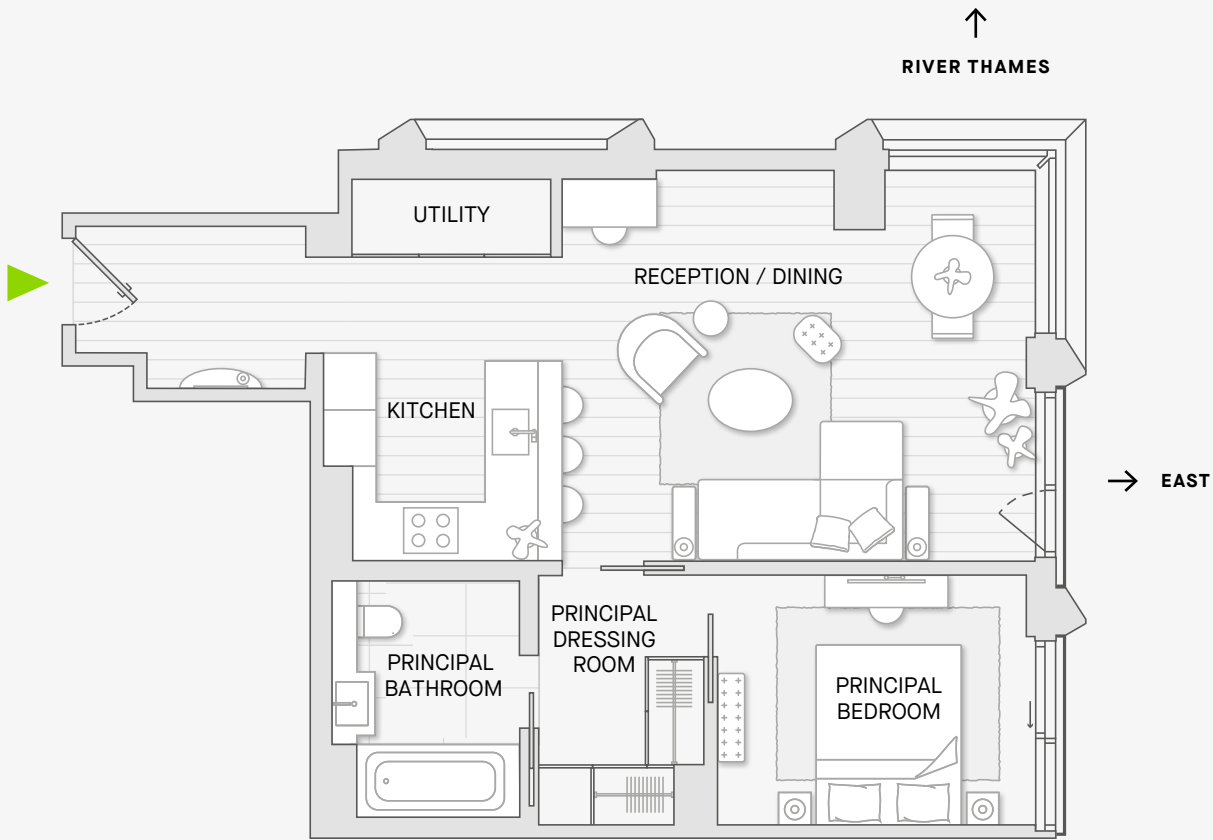 RIVER THAMES
UTILITY
RECEPTION / DINING
KITCHEN
EAST
PRINCIPAL
DRESSING
ROOM
PRINCIPAL
BATHROOM
PRINCIPAL
BEDROOM